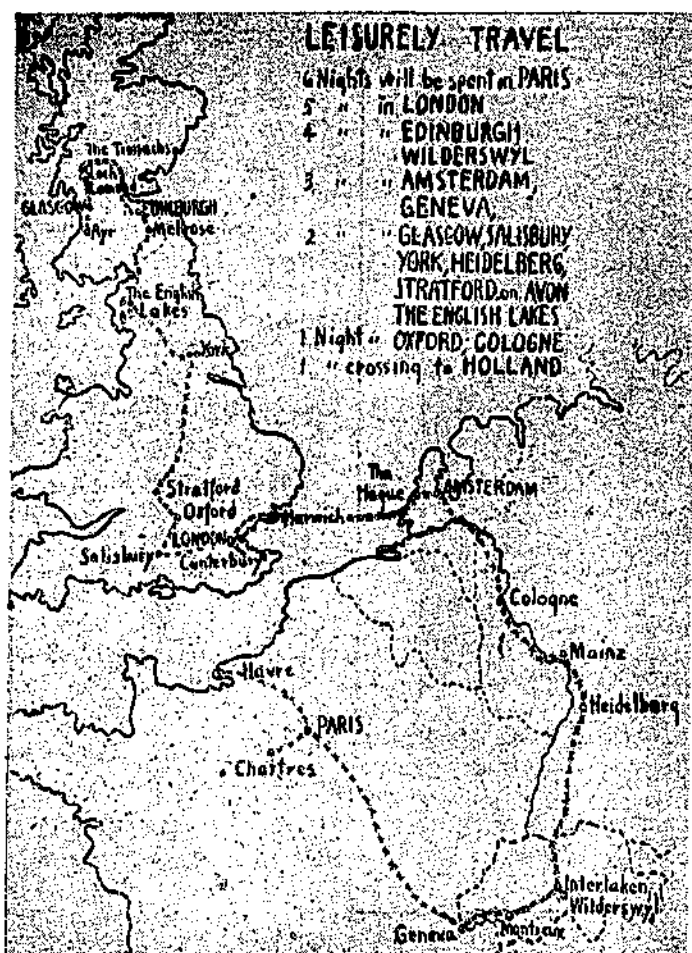 LEISURELY TRAVEL
6 Nights will be spent in PARIS
5 " in LONDON
4 " " EDINBURGH
WILDERSWYL
3 " " AMSTERDAM,
GENEVA,
2 " " GLASGOW, SALISBURY
YORK, HEIDELBERG,
STRATFORD on AVON
THE ENGLISH LAKES
1 Night " OXFORD COLOGNE
1 " crossing to HOLLAND
The Trossachs
Loch
Lomond
GLASGOW
EDINBURGH
Ayr
Melrose
The English
Lakes
York
Stratford
Oxford
LONDON
Salisbury
Canterbury
Harwich
The
Hague
AMSTERDAM
Cologne
Mainz
Heidelberg
Havre
PARIS
Chartres
Interlaken,
Wilderswyl
Geneva
Montreux